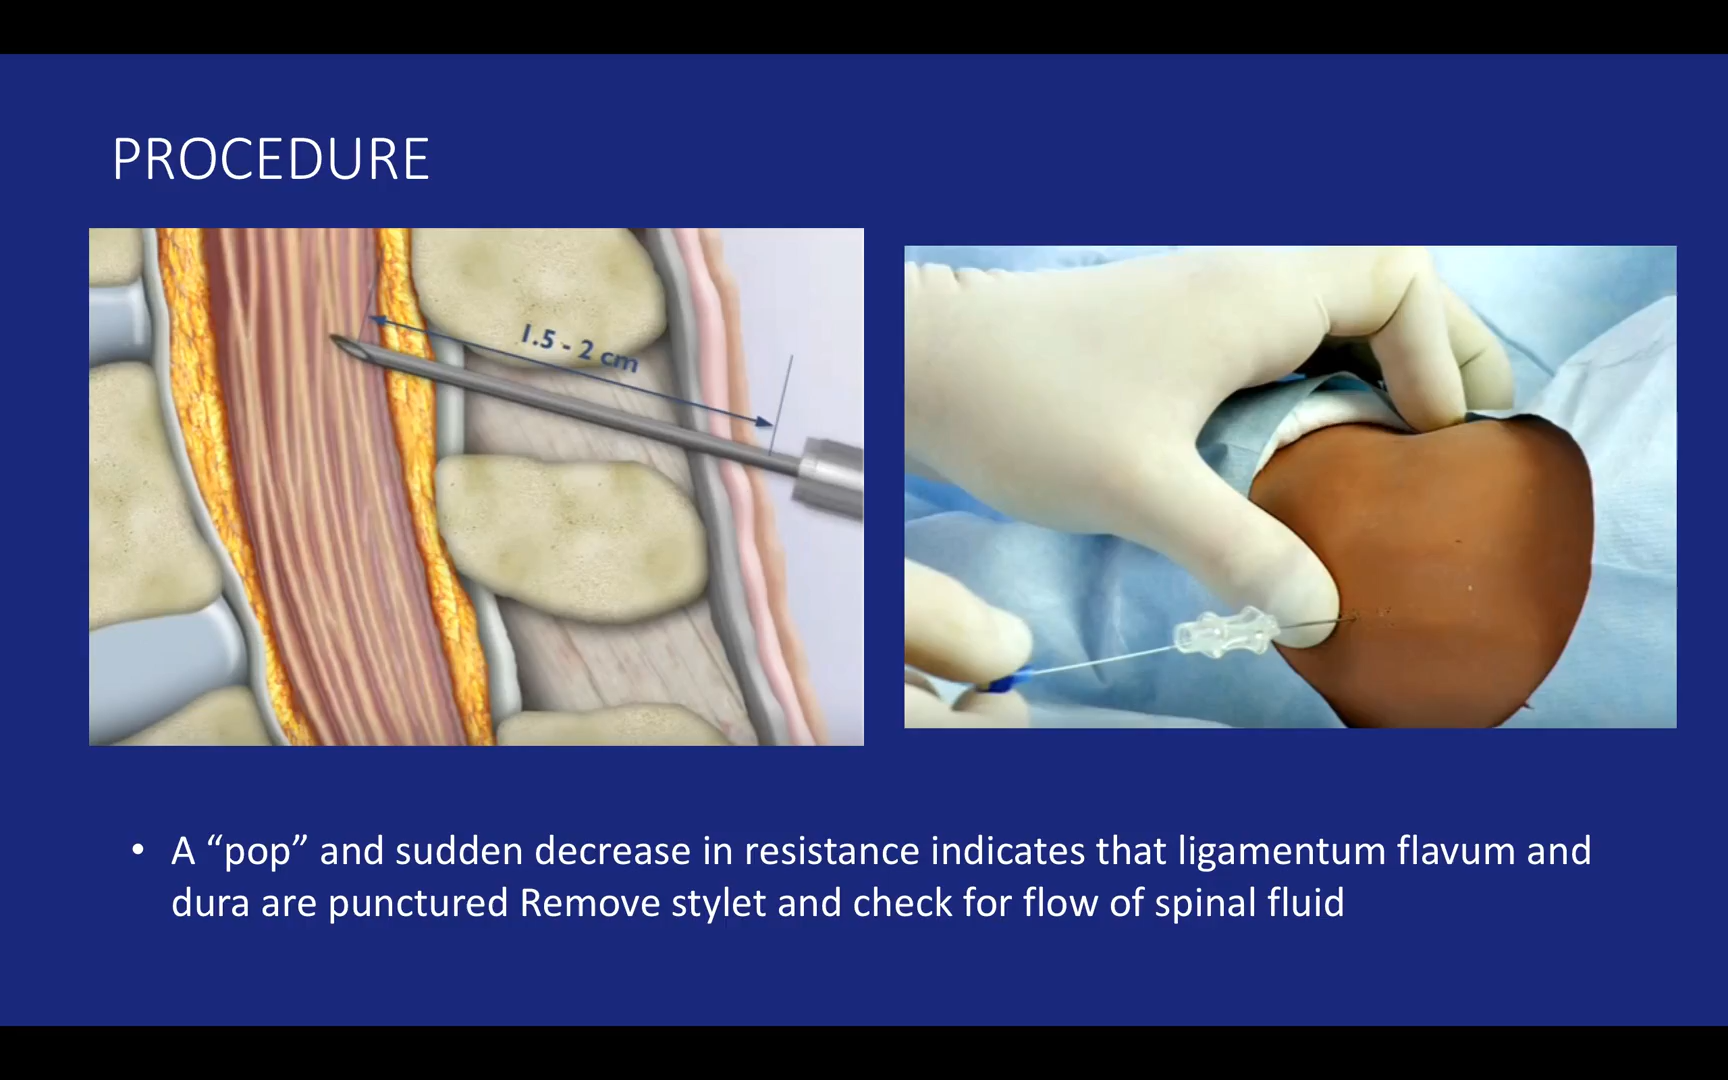 PROCEDURE
1.5 - 2 cm
• A “pop” and sudden decrease in resistance indicates that ligamentum flavum and
dura are punctured Remove stylet and check for flow of spinal fluid